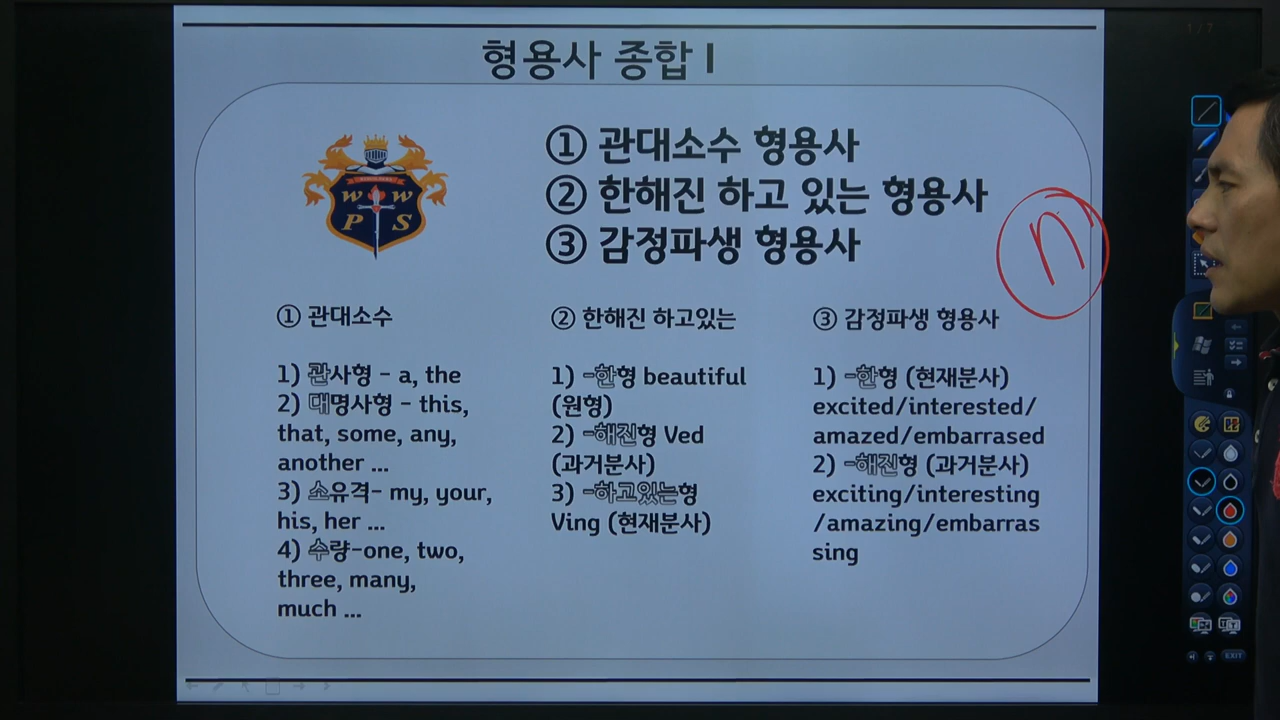 형용사 종합 I
① 관대소수 형용사
② 한해진 하고 있는 형용사
③ 감정파생 형용사
n
W W
P S
① 관대소수
1) 관사형 - a, the
2) 대명사형 - this,
that, some, any,
another ...
3) 소유격- my, your,
his, her ...
4) 수량-one, two,
three, many,
much ...
② 한해진 하고있는
1) -한형 beautiful
(원형)
2) -해진형 Ved
(과거분사)
3) -하고있는형
Ving (현재분사)
③ 감정파생 형용사
1) -한형 (현재분사)
excited/interested/
amazed/embarrased
2) -해진형 (과거분사)
exciting/interesting
/amazing/embarras
sing
1 / 7
EXIT